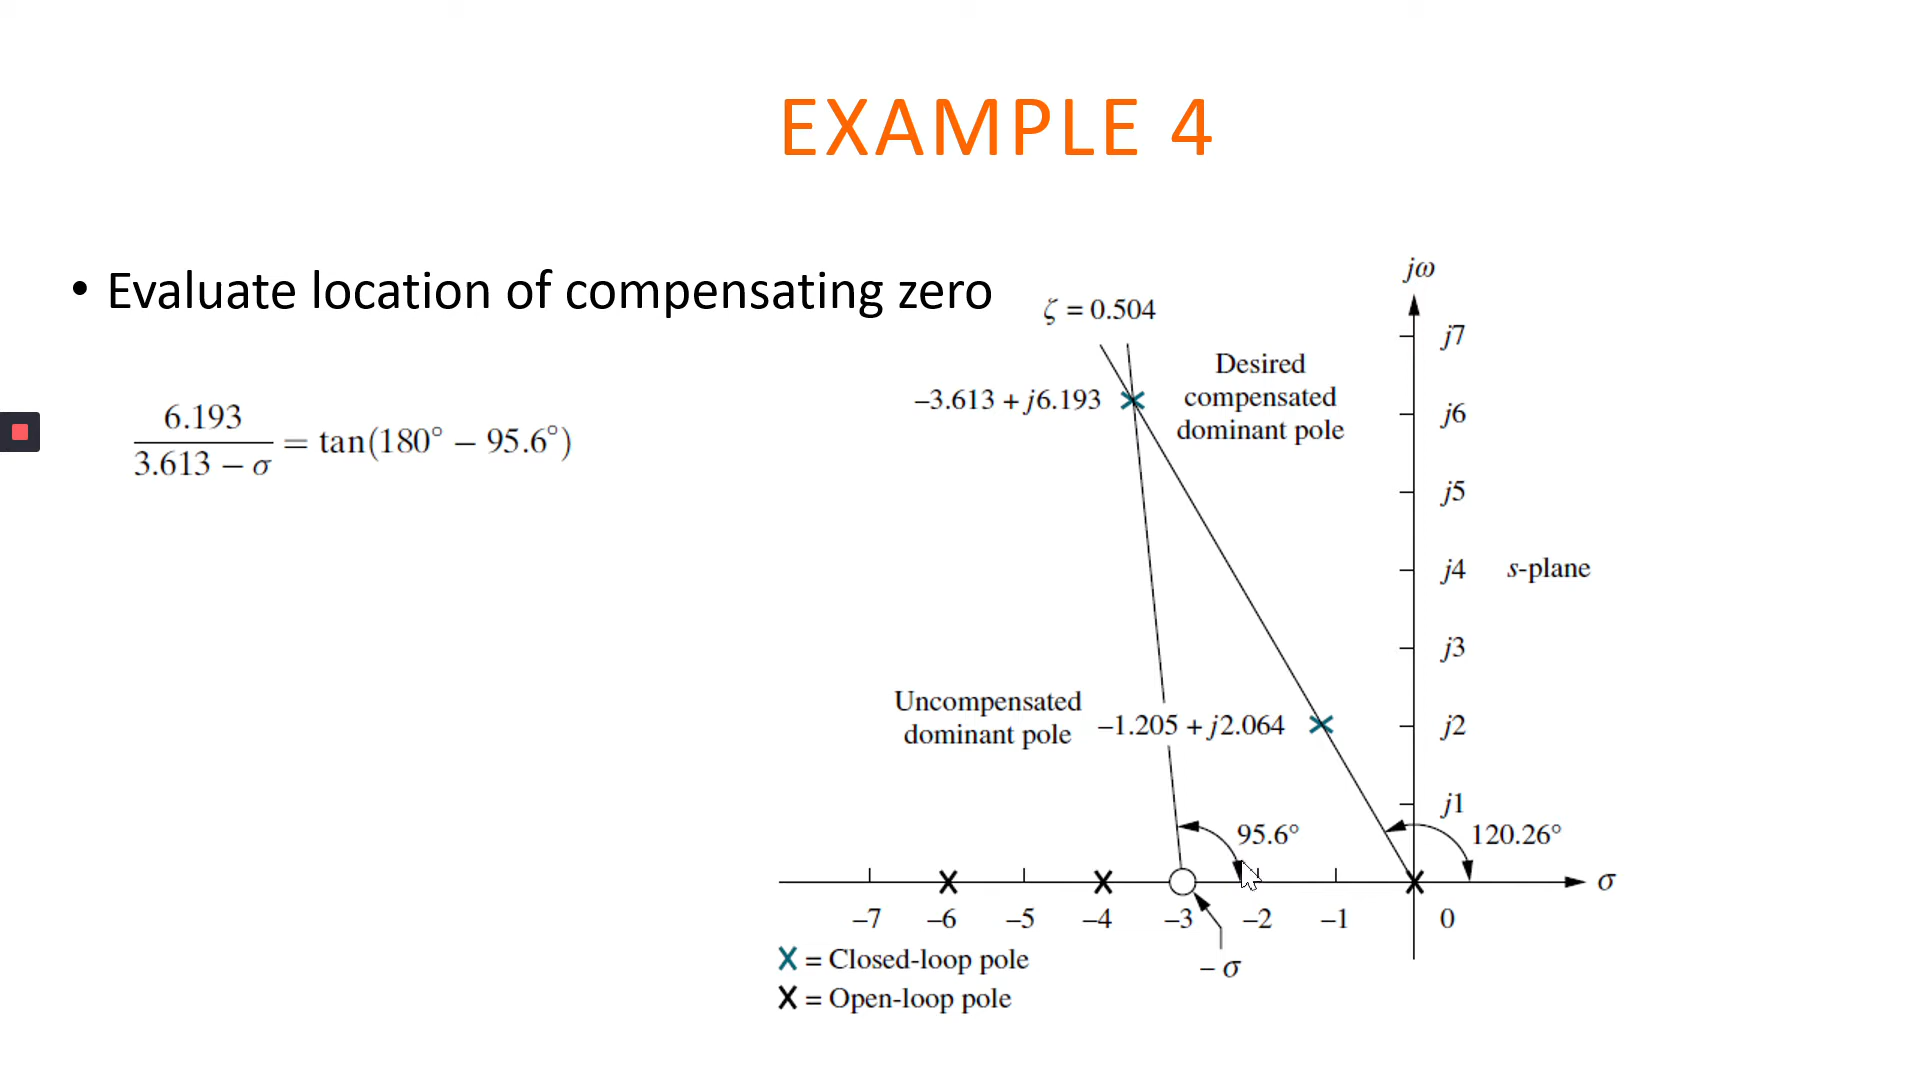 EXAMPLE 4
• Evaluate location of compensating zero
6.193
3.613 − σ
= tan(180° − 95.6°)
jω
ζ = 0.504
j7
Desired
compensated
dominant pole
–3.613 + j6.193
j6
j5
j4
s-plane
j3
Uncompensated
dominant pole
–1.205 + j2.064
j2
j1
95.6°
120.26°
σ
–7 –6 –5 –4 –3 –2 –1 0
– σ
X = Closed-loop pole
X = Open-loop pole